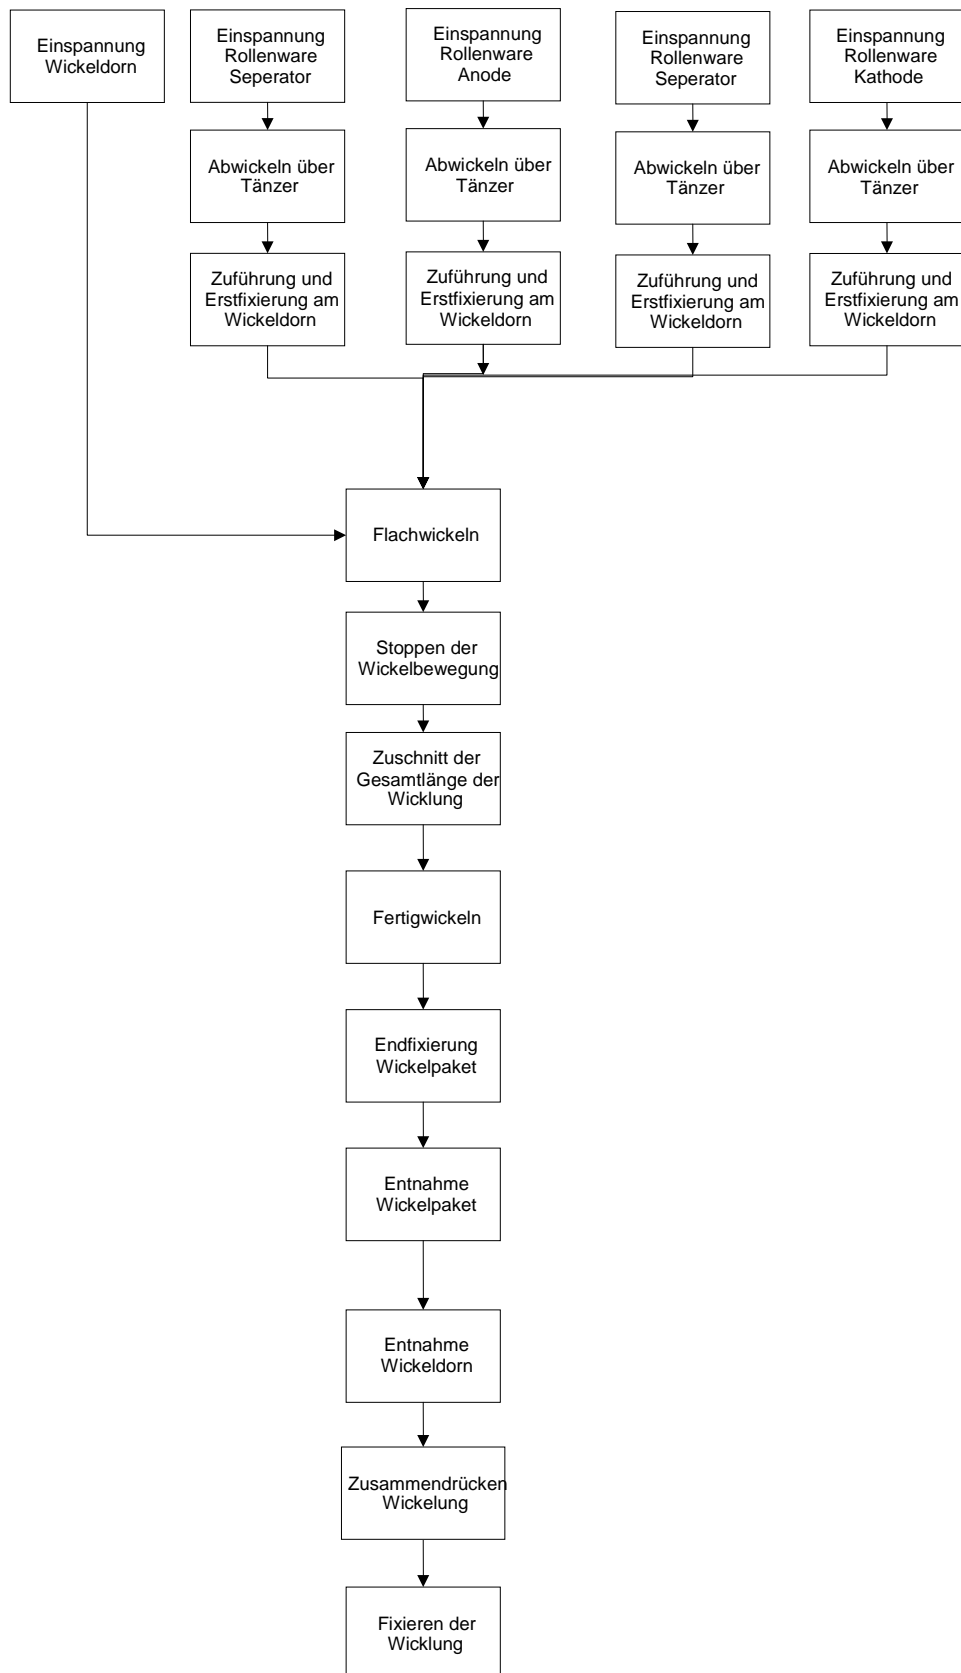 Einspannung
Wickeldorn
Einspannung
Rollenware
Seperator
Einspannung
Rollenware
Anode
Einspannung
Rollenware
Seperator
Einspannung
Rollenware
Kathode
Abwickeln über
Tänzer
Abwickeln über
Tänzer
Abwickeln über
Tänzer
Abwickeln über
Tänzer
Zuführung und
Erstfixierung am
Wickeldorn
Zuführung und
Erstfixierung am
Wickeldorn
Zuführung und
Erstfixierung am
Wickeldorn
Zuführung und
Erstfixierung am
Wickeldorn
Flachwickeln
Stoppen der
Wickelbewegung
Zuschnitt der
Gesamtlänge der
Wicklung
Fertigwickeln
Endfixierung
Wickelpaket
Entnahme
Wickelpaket
Entnahme
Wickeldorn
Zusammendrücken
Wickelung
Fixieren der
Wicklung